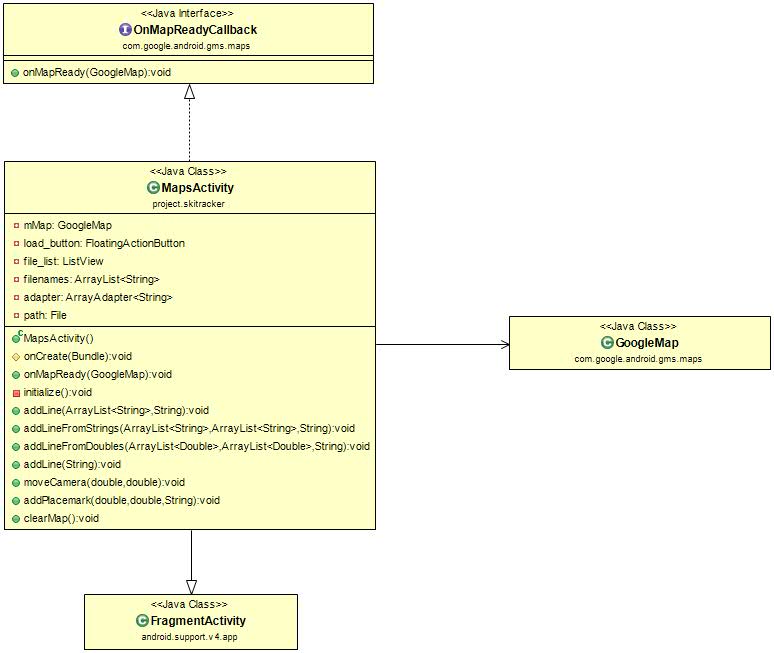 <<Java Interface>>
I OnMapReadyCallback
com.google.android.gms.maps
onMapReady(GoogleMap):void
<<Java Class>>
C MapsActivity
project.skitracker
mMap: GoogleMap
load_button: FloatingActionButton
file_list: ListView
filenames: ArrayList<String>
adapter: ArrayAdapter<String>
path: File
C MapsActivity()
onCreate(Bundle):void
onMapReady(GoogleMap):void
initialize():void
addLine(ArrayList<String>,String):void
addLineFromStrings(ArrayList<String>,ArrayList<String>,String):void
addLineFromDoubles(ArrayList<Double>,ArrayList<Double>,String):void
addLine(String):void
moveCamera(double,double):void
addPlacemark(double,double,String):void
clearMap():void
<<Java Class>>
C GoogleMap
com.google.android.gms.maps
<<Java Class>>
C FragmentActivity
android.support.v4.app